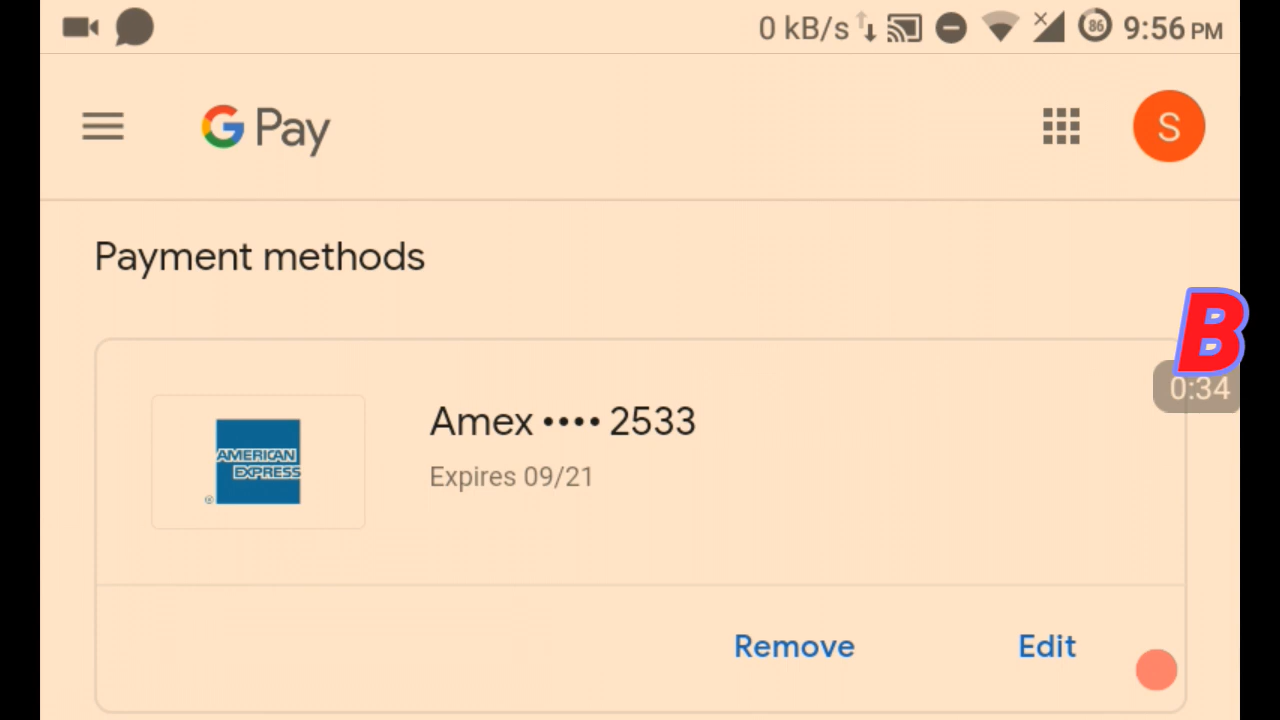 0 kB/s 86 9:56 PM
G Pay S
Payment methods
B
0:34
Amex •••• 2533
Expires 09/21
AMERICAN
EXPRESS
®
Remove Edit